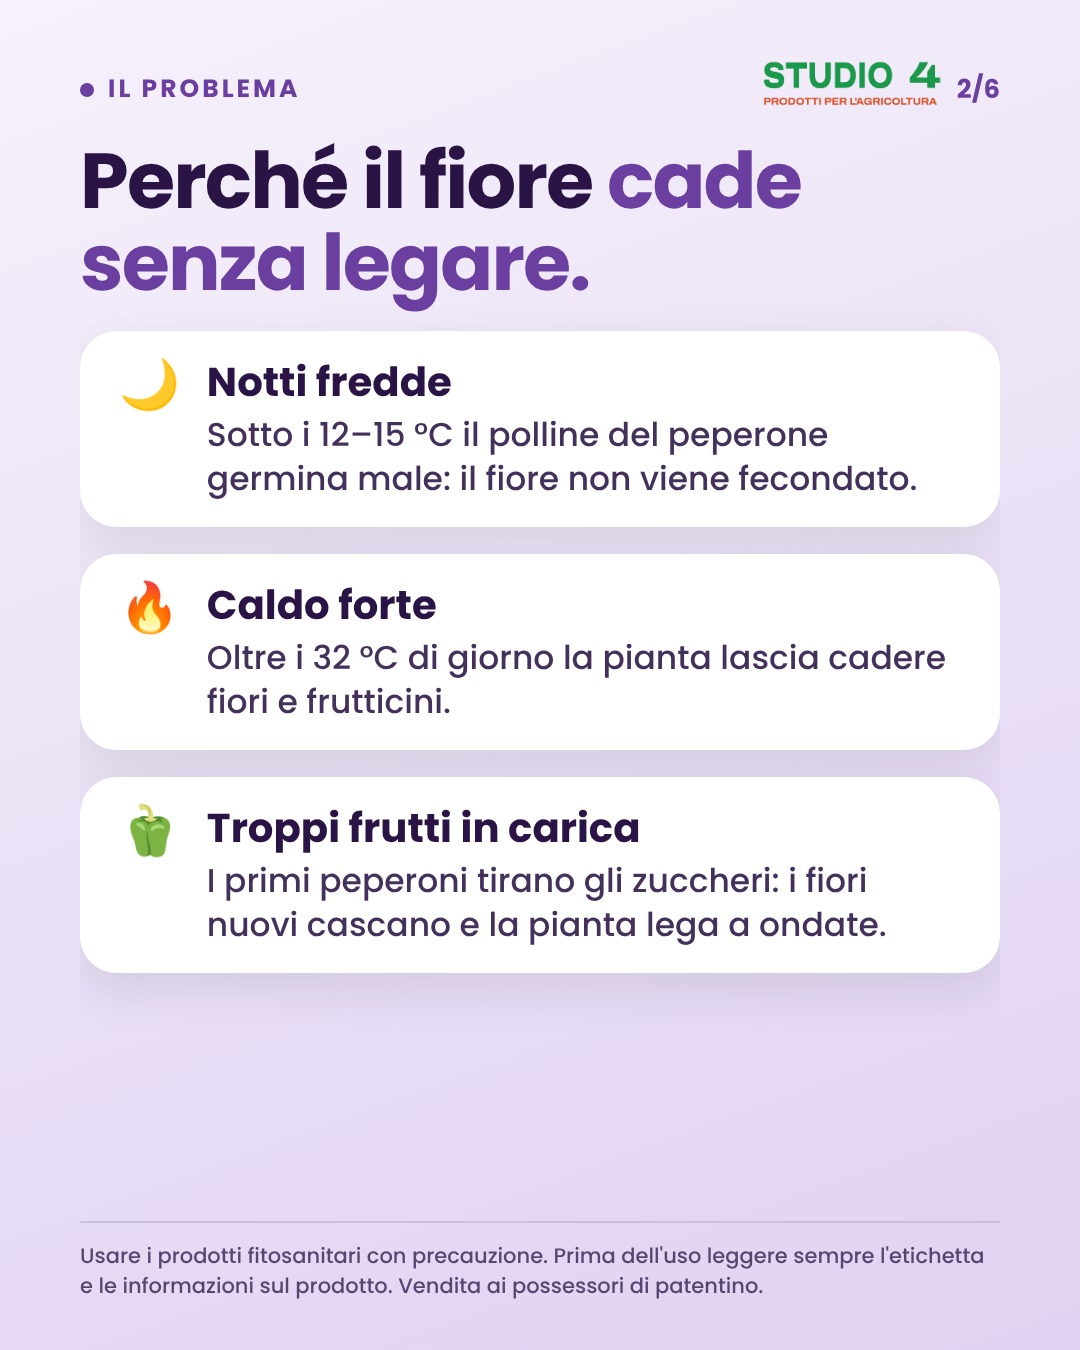 IL PROBLEMA
STUDIO 4
PRODOTTI PER L'AGRICOLTURA
2/6
Perché il fiore cade
senza legare.
Notti fredde
Sotto i 12–15 °C il polline del peperone
germina male: il fiore non viene fecondato.
Caldo forte
Oltre i 32 °C di giorno la pianta lascia cadere
fiori e frutticini.
Troppi frutti in carica
I primi peperoni tirano gli zuccheri: i fiori
nuovi cascano e la pianta lega a ondate.
Usare i prodotti fitosanitari con precauzione. Prima dell'uso leggere sempre l'etichetta
e le informazioni sul prodotto. Vendita ai possessori di patentino.